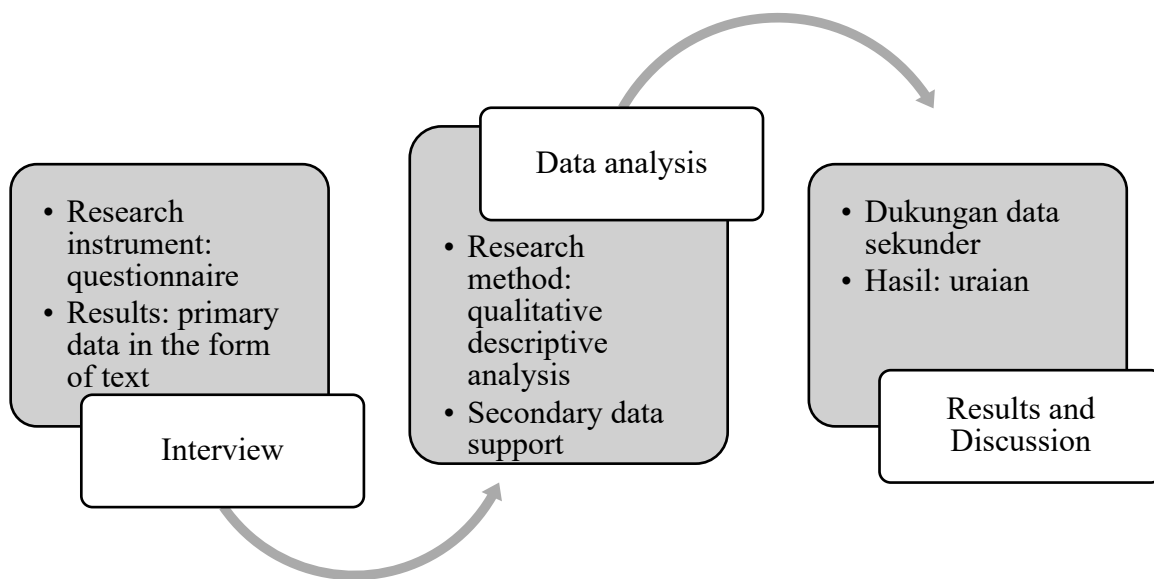 • Research
instrument:
questionnaire
• Results: primary
data in the form
of text
Interview
Data analysis
• Research
method:
qualitative
descriptive
analysis
• Secondary data
support
• Dukungan data
sekunder
• Hasil: uraian
Results and
Discussion